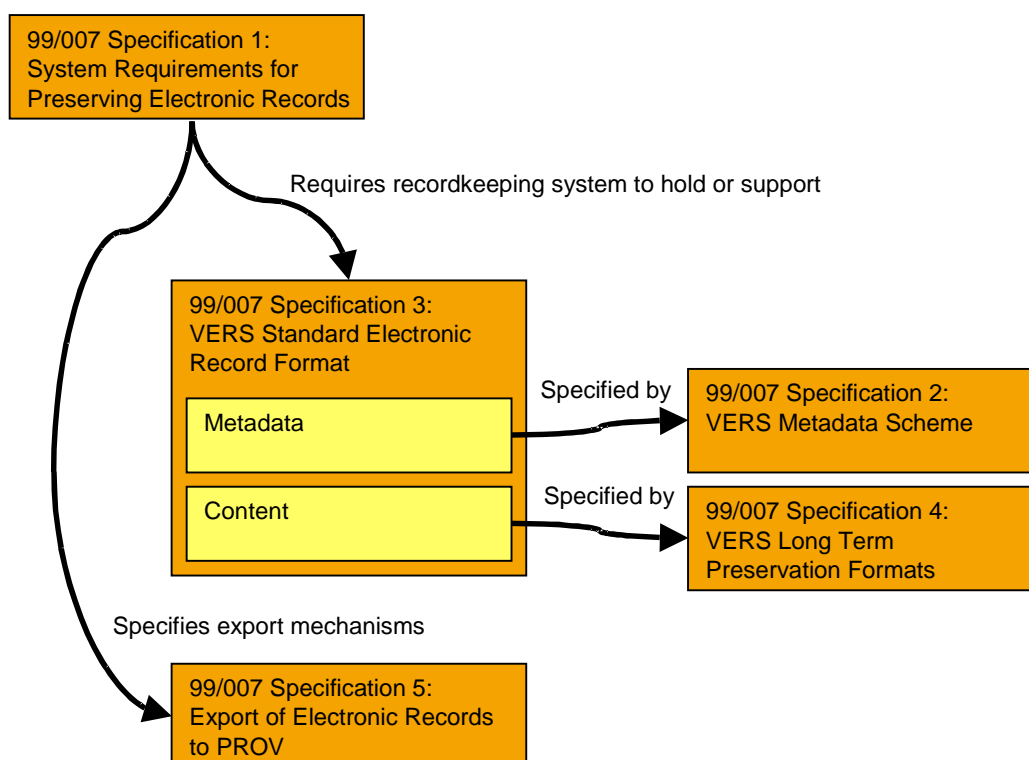 99/007 Specification 1:
System Requirements for
Preserving Electronic Records
Requires recordkeeping system to hold or support
99/007 Specification 3:
VERS Standard Electronic
Record Format
Metadata
Specified by
99/007 Specification 2:
VERS Metadata Scheme
Content
Specified by
99/007 Specification 4:
VERS Long Term
Preservation Formats
Specifies export mechanisms
99/007 Specification 5:
Export of Electronic Records
to PROV